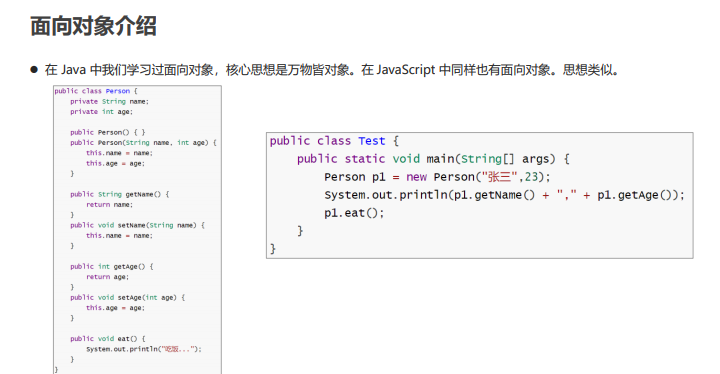 面向对象介绍
● 在 Java 中我们学习过面向对象，核心思想是万物皆对象。在 JavaScript 中同样也有面向对象。思想类似。
public class Person {
    private String name;
    private int age;

    public Person() { }
    public Person(String name, int age) {
        this.name = name;
        this.age = age;
    }

    public String getName() {
        return name;
    }
    public void setName(String name) {
        this.name = name;
    }

    public int getAge() {
        return age;
    }
    public void setAge(int age) {
        this.age = age;
    }

    public void eat() {
        System.out.println("吃饭...");
    }
}
public class Test {
    public static void main(String[] args) {
        Person p1 = new Person("张三",23);
        System.out.println(p1.getName() + "," + p1.getAge());
        p1.eat();
    }
}